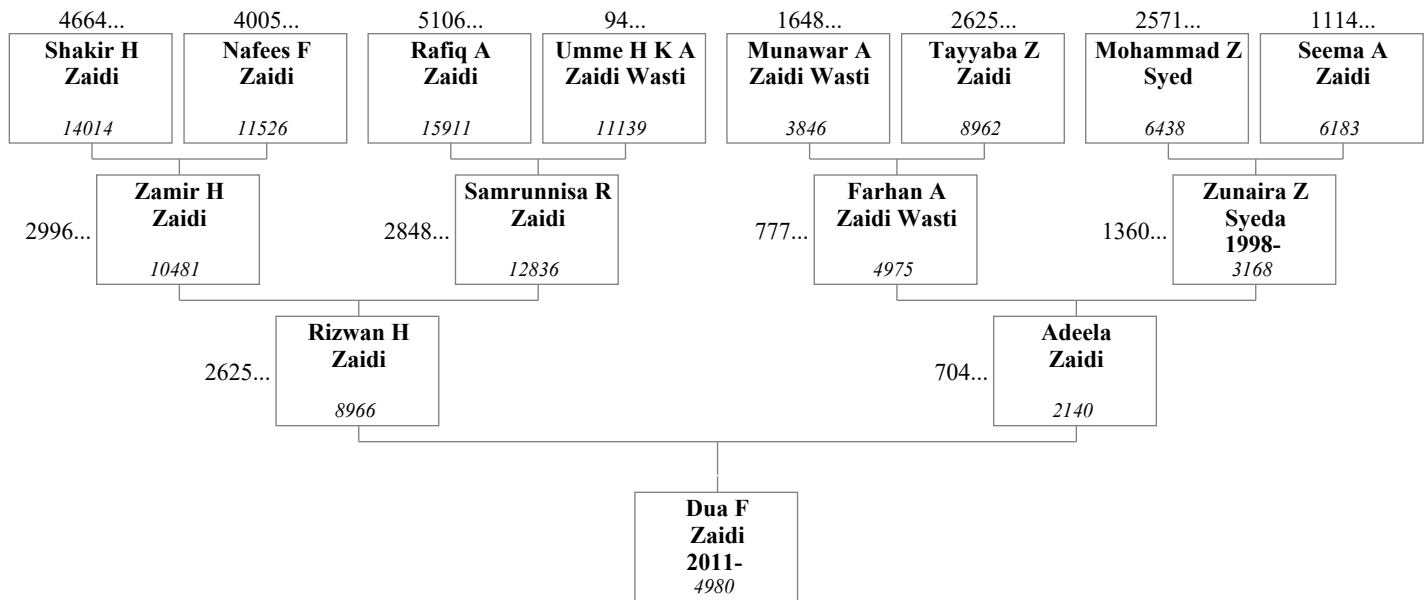 4664... 4005... 5106... 94... 1648... 2625... 2571... 1114...
Shakir H Nafees F Rafiq A Umme H K A Munawar A Tayyaba Z Mohammad Z Seema A
Zaidi Zaidi Zaidi Zaidi Wasti Zaidi Wasti Zaidi Syed Zaidi
14014 11526 15911 11139 3846 8962 6438 6183
Zamir H Samrunnisa R Farhan A Zunaira Z
Zaidi Zaidi Zaidi Wasti Syeda
2996... 2848... 777... 1360... 1998-
10481 12836 4975 3168
Rizwan H Adeela
Zaidi Zaidi
2625... 704...
8966 2140
Dua F
Zaidi
2011-
4980